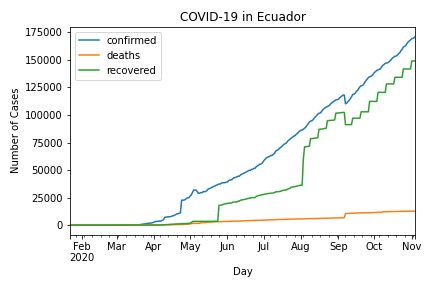 COVID-19 in Ecuador
confirmed
deaths
recovered
Number of Cases
175000
150000
125000
100000
75000
50000
25000
0
Feb Mar Apr May Jun Jul Aug Sep Oct Nov
2020
Day